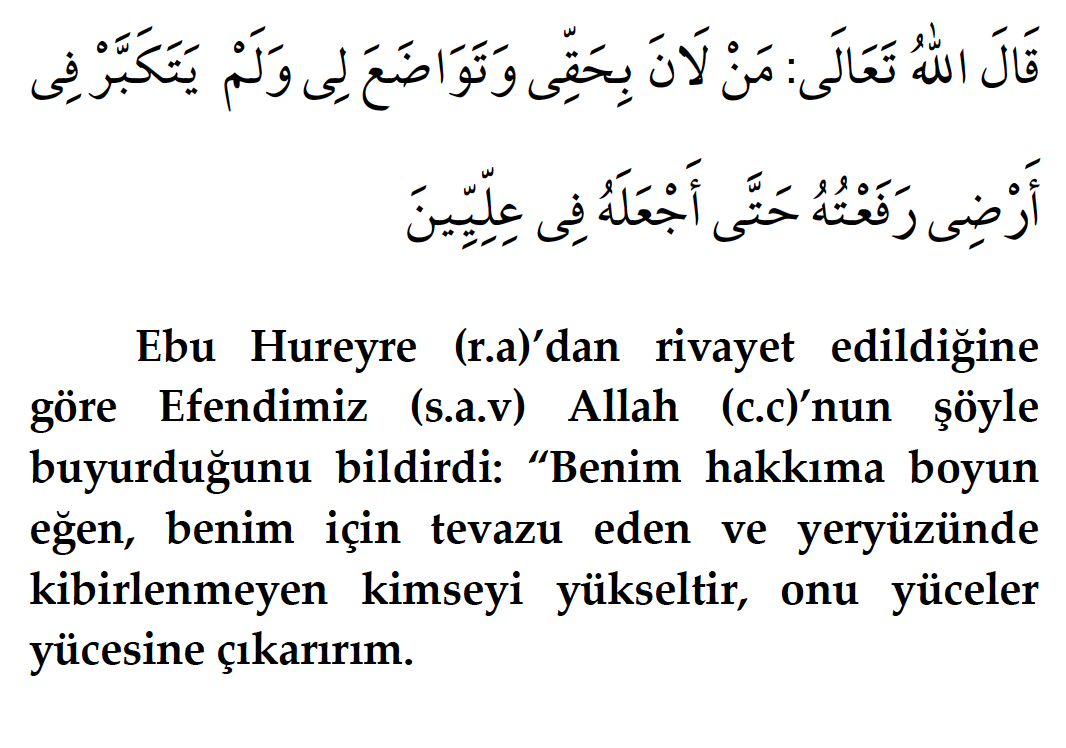 قَالَ اللهُ تَعَالَى: مَنْ لَانَ بِحَقِّى وَتَوَاضَعَ لِى وَلَمْ يَتَكَبَّرْ فِى
أَرْضِى رَفَعْتُهُ حَتَّى أَجْعَلَهُ فِى عِلِّيِّينَ
Ebu Hureyre (r.a)’dan rivayet edildiğine
göre Efendimiz (s.a.v) Allah (c.c)’nun şöyle
buyurduğunu bildirdi: “Benim hakkıma boyun
eğen, benim için tevazu eden ve yeryüzünde
kibirlenmeyen kimseyi yükseltir, onu yüceler
yücesine çıkarırım.